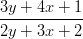 3y + 4x + 1
2y + 3x + 2